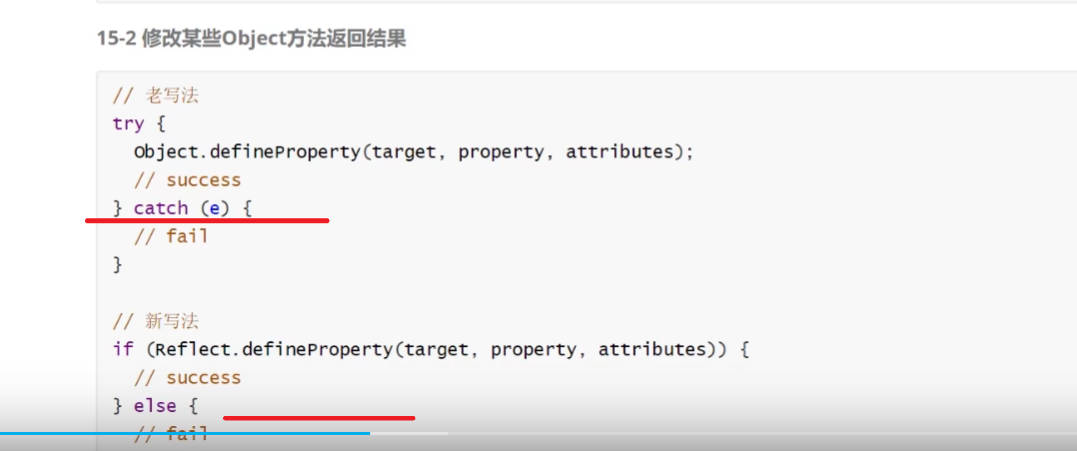 15-2 修改某些Object方法返回结果
// 老写法
try {
  Object.defineProperty(target, property, attributes);
  // success
} catch (e) {
  // fail
}
// 新写法
if (Reflect.defineProperty(target, property, attributes)) {
  // success
} else {
  // fail